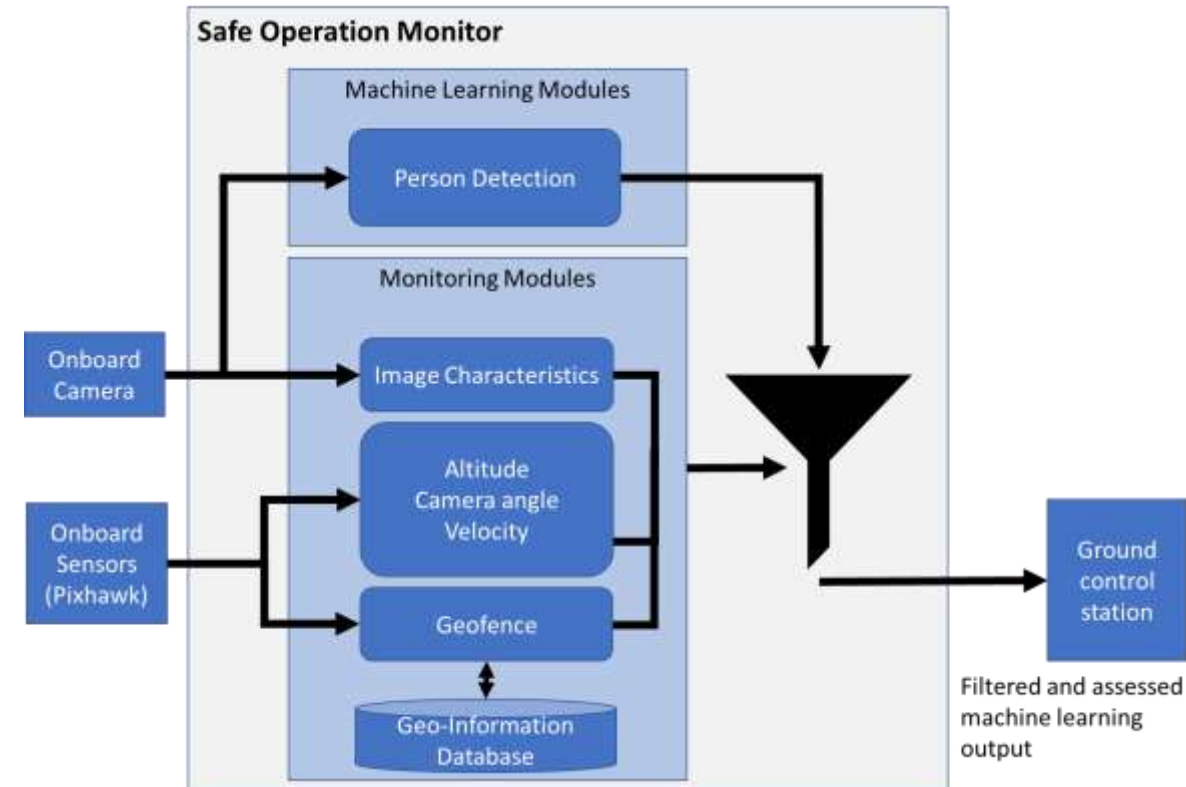 Safe Operation Monitor
Machine Learning Modules
Person Detection
Monitoring Modules
Onboard
Camera
Image Characteristics
Altitude
Camera angle
Velocity
Onboard
Sensors
(Pixhawk)
Geofence
Geo-Information
Database
Ground
control
station
Filtered and assessed
machine learning
output